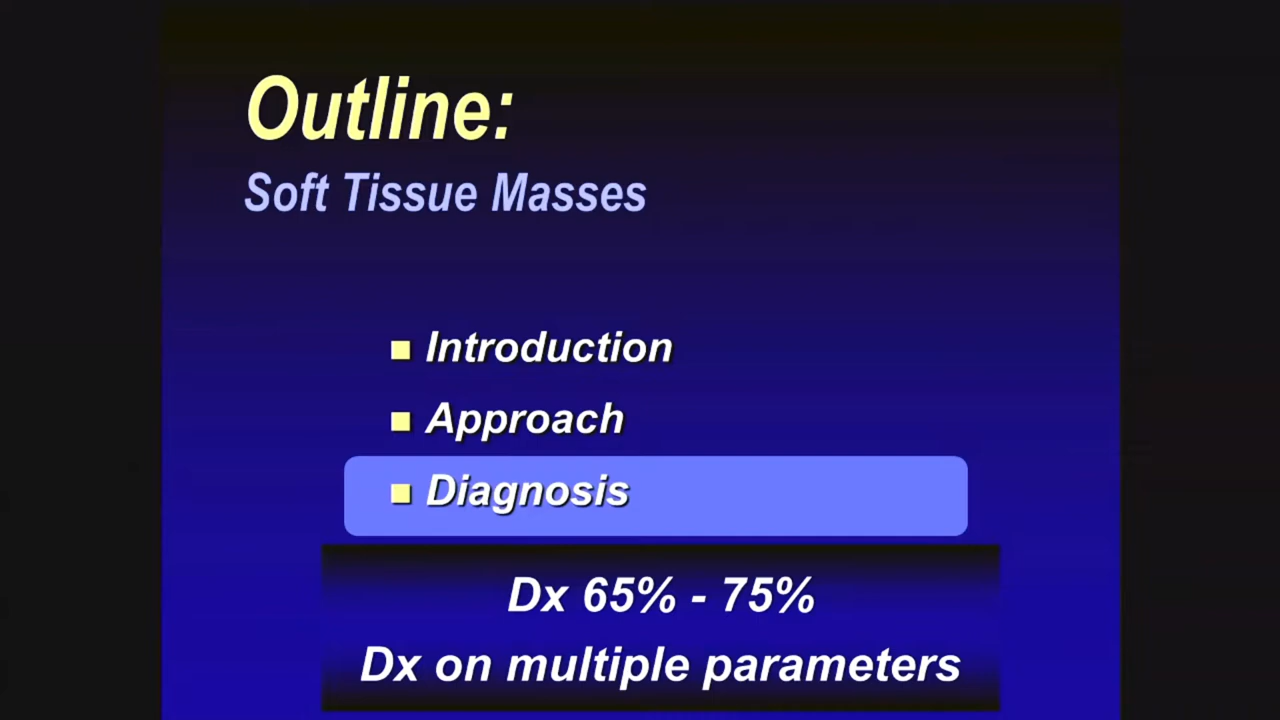 Outline:
Soft Tissue Masses
Introduction
Approach
Diagnosis
Dx 65% - 75%
Dx on multiple parameters